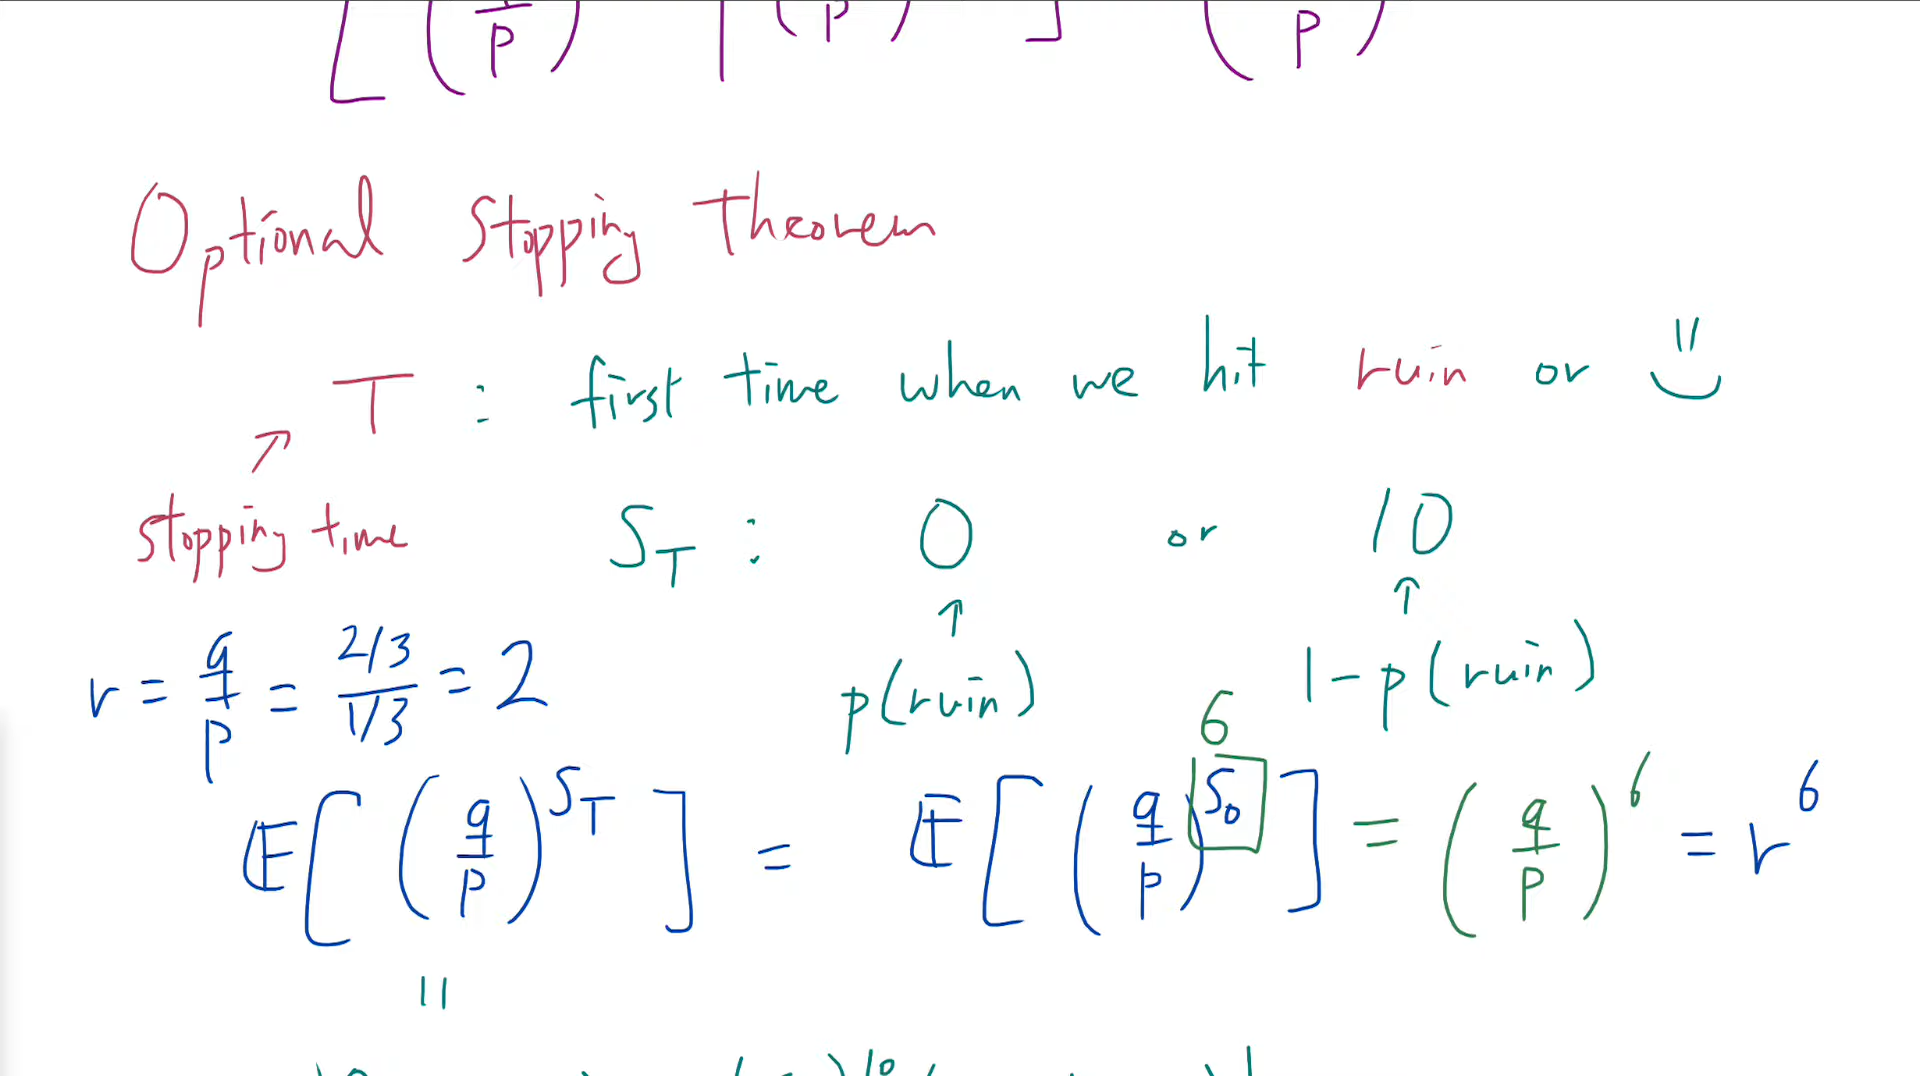 [ ( /p) | ( p) ] ( p )
Optional Stopping Theorem
T : first time when we hit ruin or
stopping time S_T : 0 or 10
↑ ↑
r = q/p = (2/3)/(1/3) = 2 p(ruin) 1-p(ruin)
6
E[(q/p)^{S_T}] = E[(q/p)^{S_0}] = (q/p)^6 = r^6
||